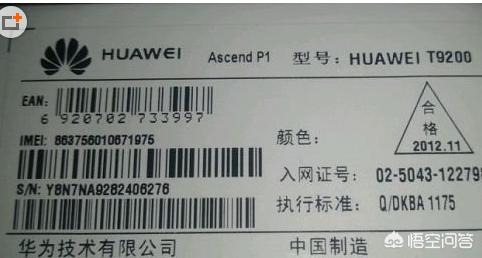 HUAWEI Ascend P1 型号: HUAWEI T9200
EAN:
6 920702 733997
合格
2012.11
IMEI: 863756010671975
颜色:
入网证号: 02-5043-12279
S/N: Y8N7NA9282406276
执行标准: Q/DKBA 1175
华为技术有限公司 中国制造
悟空问答